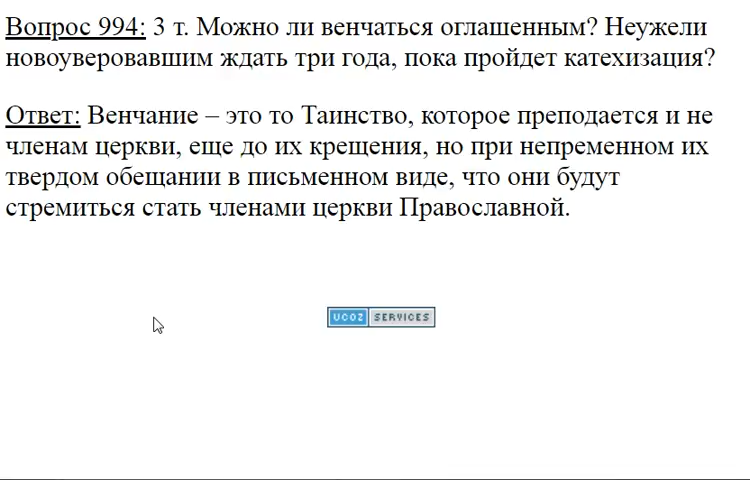 Вопрос 994: 3 т. Можно ли венчаться оглашенным? Неужели
новоуверовавшим ждать три года, пока пройдет катехизация?
Ответ: Венчание – это то Таинство, которое преподается и не
членам церкви, еще до их крещения, но при непременном их
твердом обещании в письменном виде, что они будут
стремиться стать членами церкви Православной.
UCOZ SERVICES